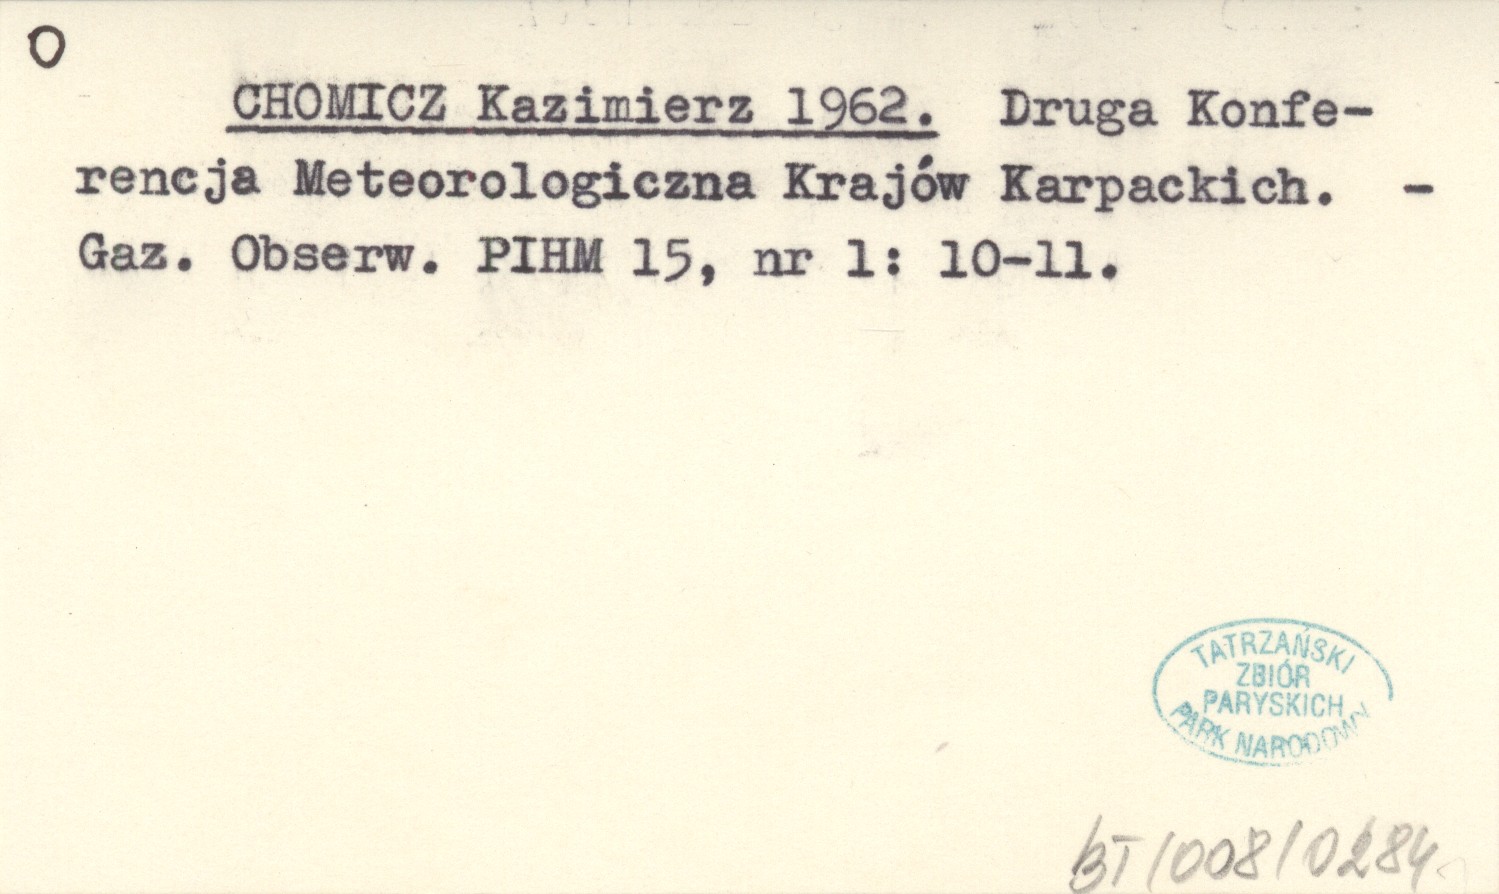 O
CHOMICZ Kazimierz 1962. Druga Konfe-
rencja Meteorologiczna Krajów Karpackich. -
Gaz. Obserw. PIHM 15, nr 1: 10-11.
TATRZAŃSKI
ZBIÓR
PARYSKICH
PARK NARODOWY
BT/008/0284